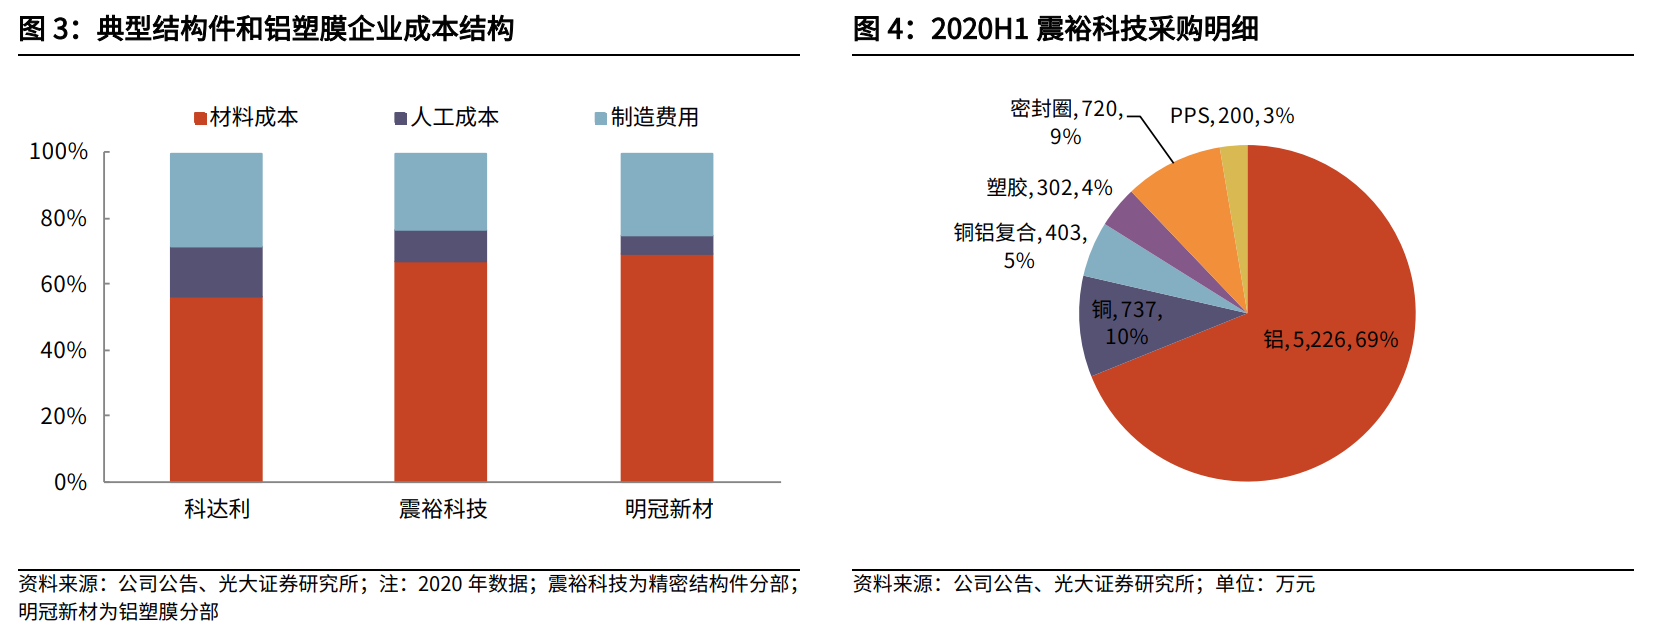 图 3：典型结构件和铝塑膜企业成本结构
材料成本
人工成本
制造费用
100%
80%
60%
40%
20%
0%
科达利
震裕科技
明冠新材
资料来源：公司公告、光大证券研究所；注：2020 年数据；震裕科技为精密结构件分部；
明冠新材为铝塑膜分部
图 4：2020H1 震裕科技采购明细
密封圈, 720,
9%
PPS, 200, 3%
塑胶, 302, 4%
铜铝复合, 403,
5%
铜, 737,
10%
铝, 5,226, 69%
资料来源：公司公告、光大证券研究所；单位：万元